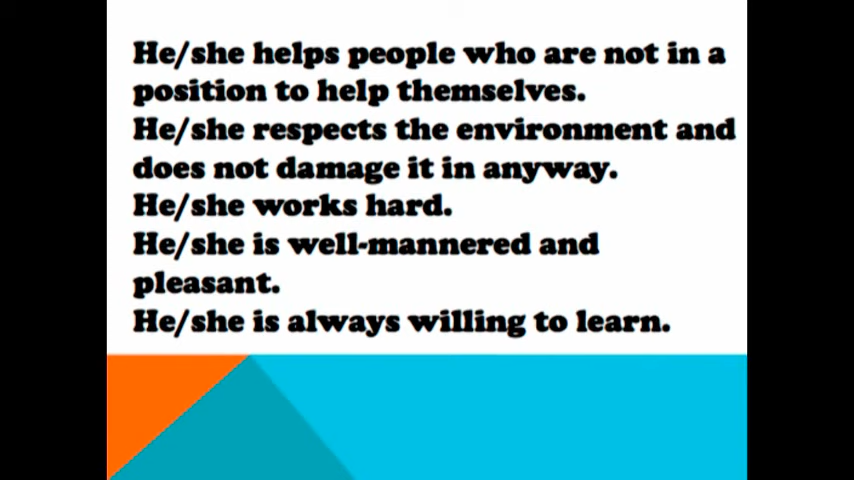 He/she helps people who are not in a
position to help themselves.
He/she respects the environment and
does not damage it in anyway.
He/she works hard.
He/she is well-mannered and
pleasant.
He/she is always willing to learn.